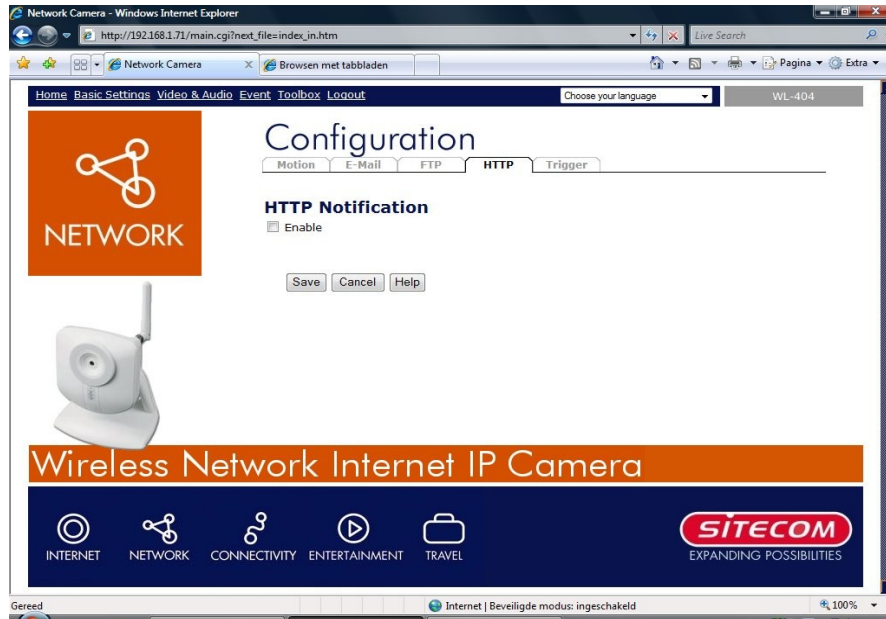 Network Camera - Windows Internet Explorer
http://192.168.1.71/main.cgi?next_file=index_in.htm
Live Search
Network Camera
Browsen met tabbladen
Pagina
Extra
Home Basic Settings Video & Audio Event Toolbox Logout
Choose your language
WL-404
Configuration
Motion E-Mail FTP HTTP Trigger
NETWORK
HTTP Notification
Enable
Save Cancel Help
Wireless Network Internet IP Camera
INTERNET NETWORK CONNECTIVITY ENTERTAINMENT TRAVEL
SITECOM
EXPANDING POSSIBILITIES
Gereed
Internet | Beveiligde modus: ingeschakeld
100%